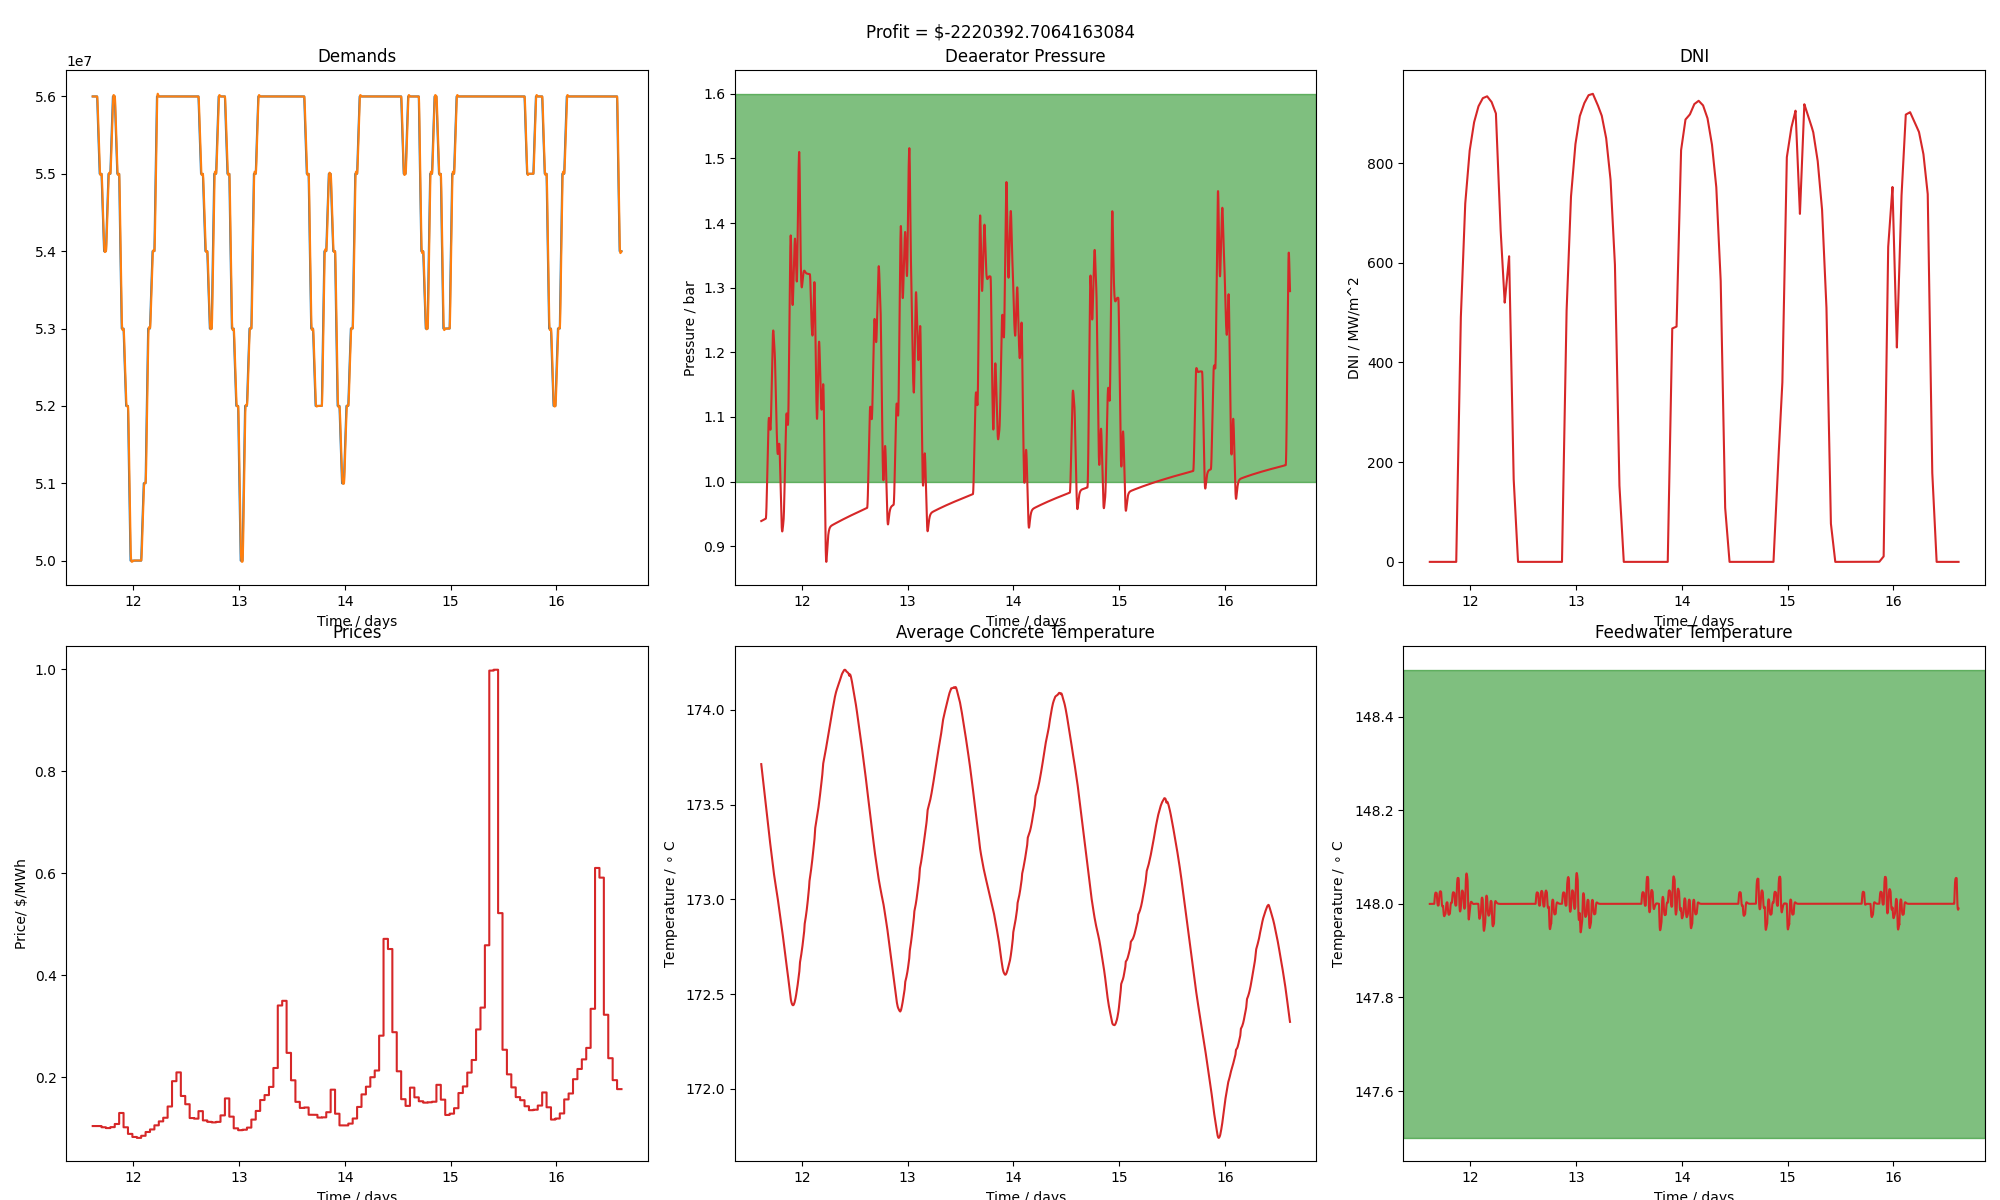 Profit = $-2220392.7064163084
Demands
1e7
5.6
5.5
5.4
5.3
5.2
5.1
5.0
12 13 14 15 16
Time / days
Deaerator Pressure
Pressure / bar
1.6
1.5
1.4
1.3
1.2
1.1
1.0
0.9
12 13 14 15 16
Time / days
DNI
DNI / MW/m^2
800
600
400
200
0
12 13 14 15 16
Time / days
Prices
Price/ $/MWh
1.0
0.8
0.6
0.4
0.2
12 13 14 15 16
Time / days
Average Concrete Temperature
Temperature / ∘ C
174.0
173.5
173.0
172.5
172.0
12 13 14 15 16
Time / days
Feedwater Temperature
Temperature / ∘ C
148.4
148.2
148.0
147.8
147.6
12 13 14 15 16
Time / days